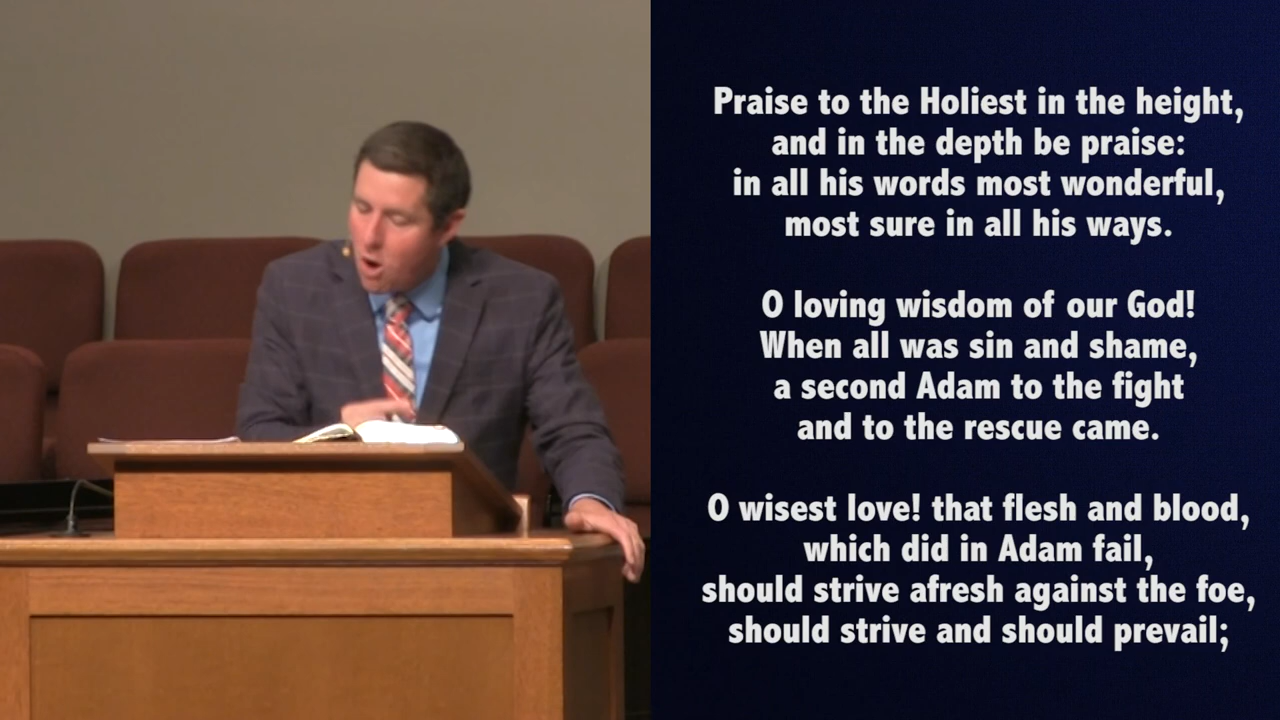 Praise to the Holiest in the height,
and in the depth be praise:
in all his words most wonderful,
most sure in all his ways.
O loving wisdom of our God!
When all was sin and shame,
a second Adam to the fight
and to the rescue came.
O wisest love! that flesh and blood,
which did in Adam fail,
should strive afresh against the foe,
should strive and should prevail;